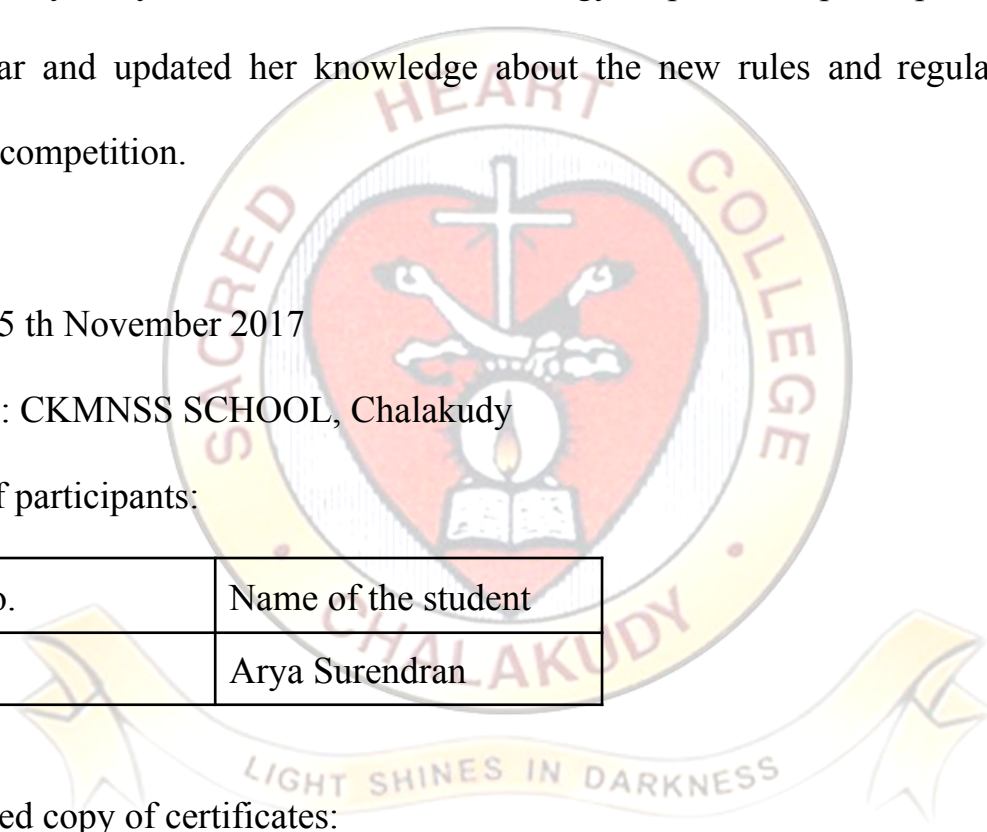 ar and updated her knowledge about the new rules and regula
competition.
SACRED HEART COLLEGE
5 th November 2017
: CKMNSS SCHOOL, Chalakudy
f participants:
o.
Name of the student
Arya Surendran
CHALAKUDY
LIGHT SHINES IN DARKNESS
ed copy of certificates: